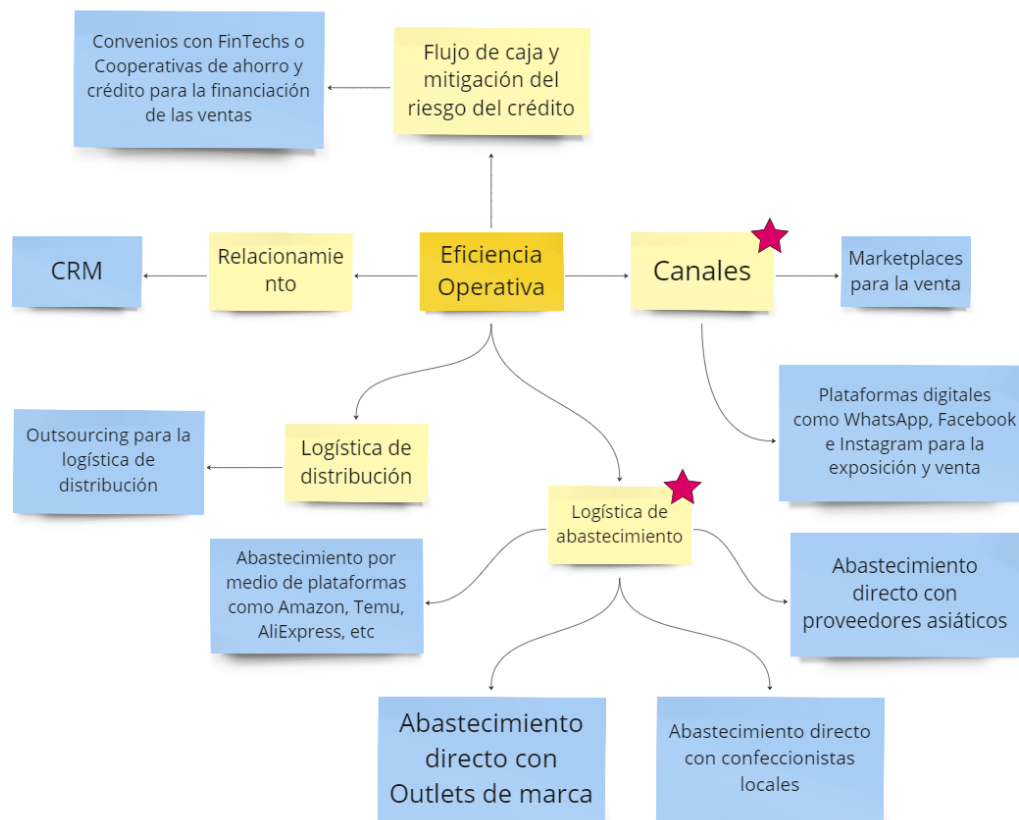 Convenios con FinTechs o
Cooperativas de ahorro y
crédito para la financiación
de las ventas
Flujo de caja y
mitigación del
riesgo del crédito
CRM
Relacionamie
nto
Eficiencia
Operativa
Canales
Marketplaces
para la venta
Plataformas digitales
como WhatsApp, Facebook
e Instagram para la
exposición y venta
Outsourcing para la
logística de
distribución
Logística de
distribución
Logística de
abastecimiento
Abastecimiento por
medio de plataformas
como Amazon, Temu,
AliExpress, etc
Abastecimiento
directo con
proveedores asiáticos
Abastecimiento
directo con
Outlets de marca
Abastecimiento directo
con confeccionistas
locales